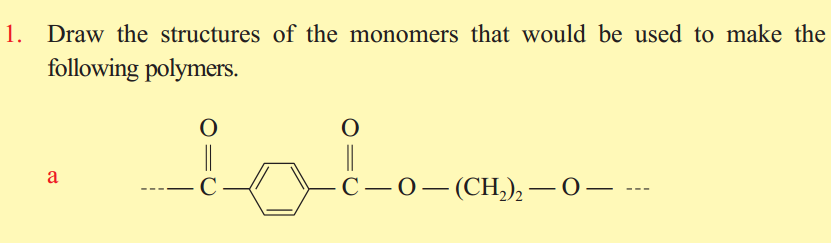 1. Draw the structures of the monomers that would be used to make the
following polymers.
O O
a C C — O — (CH₂)₂ — O —